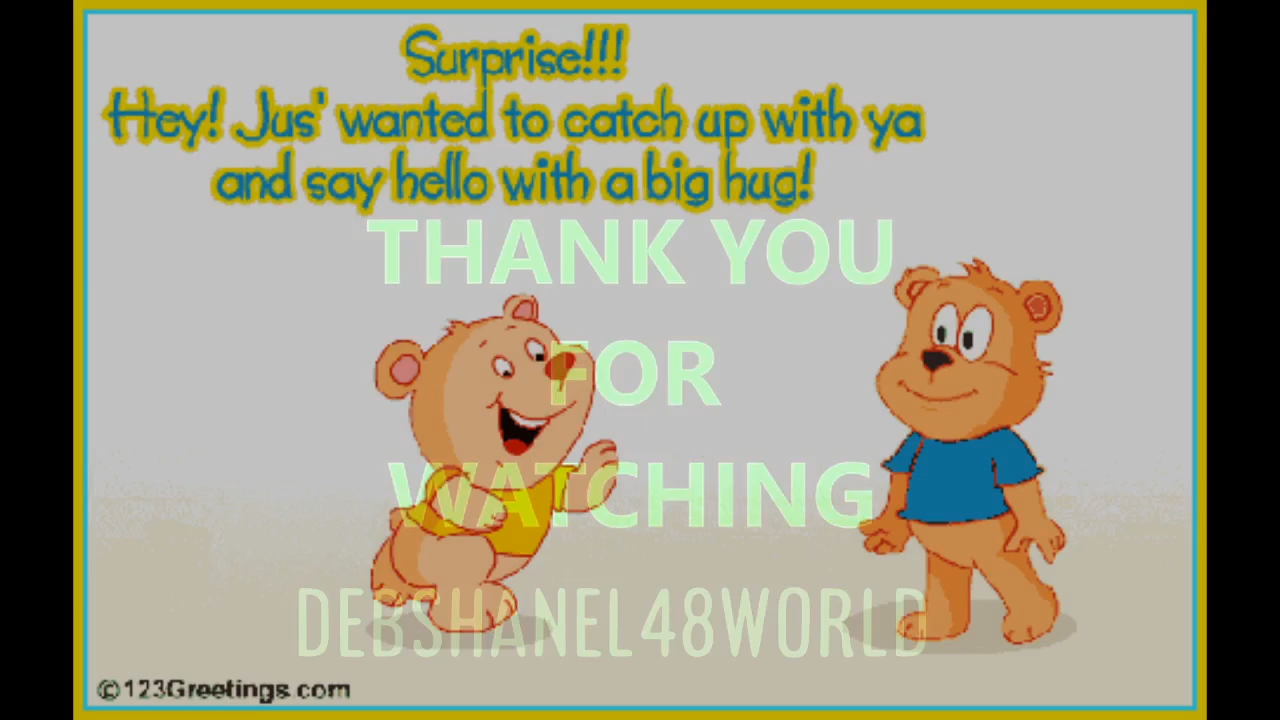 Surprise!!!
Hey! Jus' wanted to catch up with ya
and say hello with a big hug!
THANK YOU
FOR
WATCHING
DEBSHANEL48WORLD
©123Greetings.com